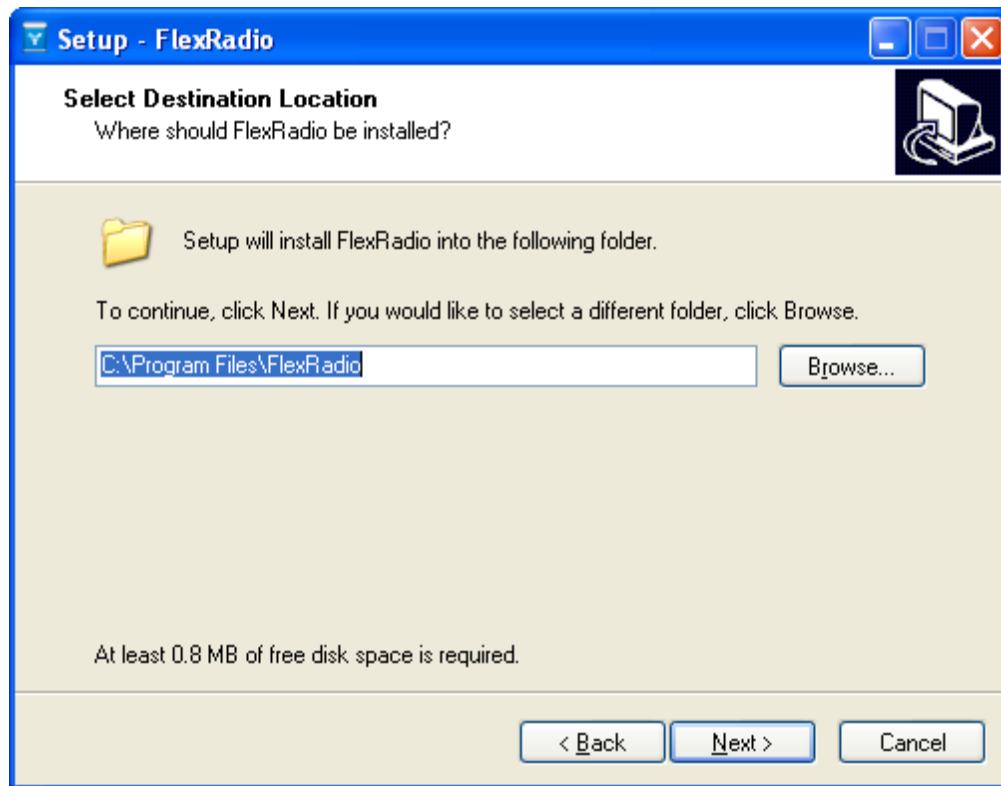 Setup - FlexRadio
Select Destination Location
Where should FlexRadio be installed?
Setup will install FlexRadio into the following folder.
To continue, click Next. If you would like to select a different folder, click Browse.
C:\Program Files\FlexRadio
Browse...
At least 0.8 MB of free disk space is required.
< Back Next > Cancel